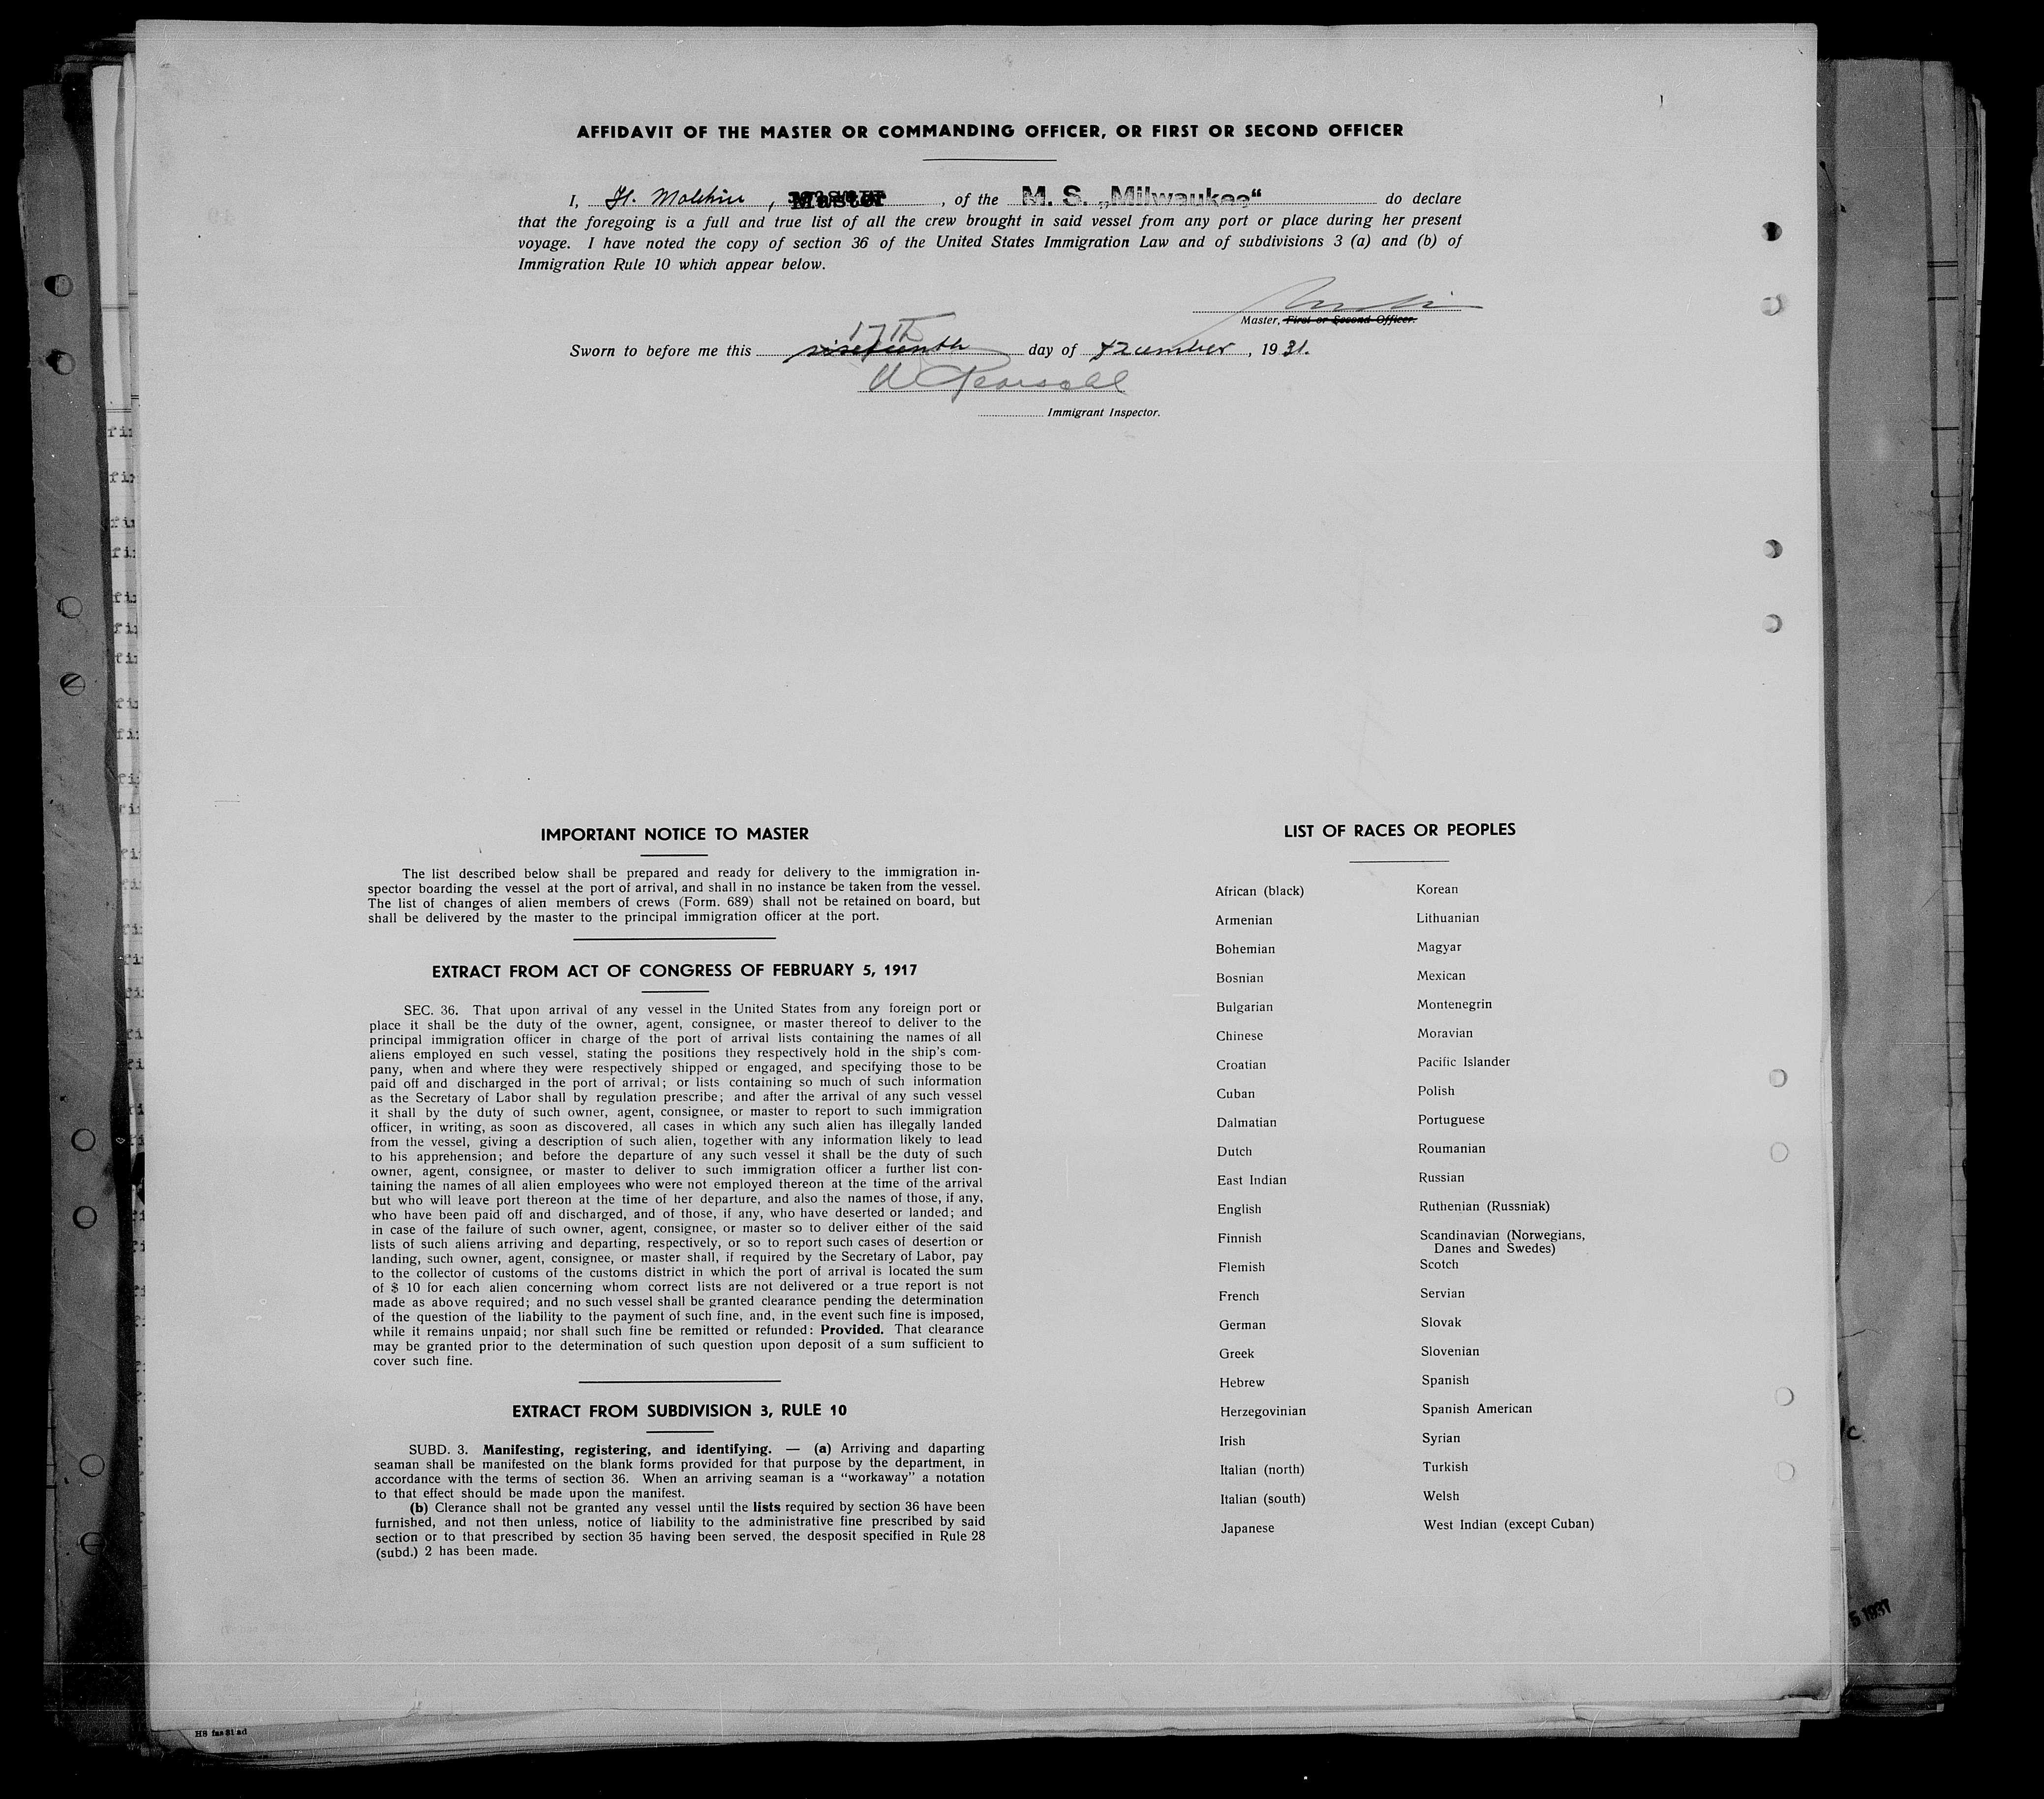 AFFIDAVIT OF THE MASTER OR COMMANDING OFFICER, OR FIRST OR SECOND OFFICER
I, H. , Master , of the M. S. „Milwaukee“ do declare
that the foregoing is a full and true list of all the crew brought in said vessel from any port or place during her present
voyage. I have noted the copy of section 36 of the United States Immigration Law and of subdivisions 3 (a) and (b) of
Immigration Rule 10 which appear below.
Master, First or Second Officer.
17th
Sworn to before me this day of December, 1931.
W Pearsall
Immigrant Inspector.
IMPORTANT NOTICE TO MASTER
The list described below shall be prepared and ready for delivery to the immigration in-
spector boarding the vessel at the port of arrival, and shall in no instance be taken from the vessel.
The list of changes of alien members of crews (Form. 689) shall not be retained on board, but
shall be delivered by the master to the principal immigration officer at the port.
EXTRACT FROM ACT OF CONGRESS OF FEBRUARY 5, 1917
SEC. 36. That upon arrival of any vessel in the United States from any foreign port or
place it shall be the duty of the owner, agent, consignee, or master thereof to deliver to the
principal immigration officer in charge of the port of arrival lists containing the names of all
aliens employed en such vessel, stating the positions they respectively hold in the ship's com-
pany, when and where they were respectively shipped or engaged, and specifying those to be
paid off and discharged in the port of arrival; or lists containing so much of such information
as the Secretary of Labor shall by regulation prescribe; and after the arrival of any such vessel
it shall by the duty of such owner, agent, consignee, or master to report to such immigration
officer, in writing, as soon as discovered, all cases in which any such alien has illegally landed
from the vessel, giving a description of such alien, together with any information likely to lead
to his apprehension; and before the departure of any such vessel it shall be the duty of such
owner, agent, consignee, or master to deliver to such immigration officer a further list con-
taining the names of all alien employees who were not employed thereon at the time of the arrival
but who will leave port thereon at the time of her departure, and also the names of those, if any,
who have been paid off and discharged, and of those, if any, who have deserted or landed; and
in case of the failure of such owner, agent, consignee, or master so to deliver either of the said
lists of such aliens arriving and departing, respectively, or so to report such cases of desertion or
landing, such owner, agent, consignee, or master shall, if required by the Secretary of Labor, pay
to the collector of customs of the customs district in which the port of arrival is located the sum
of $ 10 for each alien concerning whom correct lists are not delivered or a true report is not
made as above required; and no such vessel shall be granted clearance pending the determination
of the question of the liability to the payment of such fine, and, in the event such fine is imposed,
while it remains unpaid; nor shall such fine be remitted or refunded: Provided. That clearance
may be granted prior to the determination of such question upon deposit of a sum sufficient to
cover such fine.
EXTRACT FROM SUBDIVISION 3, RULE 10
SUBD. 3. Manifesting, registering, and identifying. — (a) Arriving and daparting
seaman shall be manifested on the blank forms provided for that purpose by the department, in
accordance with the terms of section 36. When an arriving seaman is a “workaway” a notation
to that effect should be made upon the manifest.
(b) Clerance shall not be granted any vessel until the lists required by section 36 have been
furnished, and not then unless, notice of liability to the administrative fine prescribed by said
section or to that prescribed by section 35 having been served, the desposit specified in Rule 28
(subd.) 2 has been made.
LIST OF RACES OR PEOPLES
African (black)
Armenian
Bohemian
Bosnian
Bulgarian
Chinese
Croatian
Cuban
Dalmatian
Dutch
East Indian
English
Finnish
Flemish
French
German
Greek
Hebrew
Herzegovinian
Irish
Italian (north)
Italian (south)
Japanese
Korean
Lithuanian
Magyar
Mexican
Montenegrin
Moravian
Pacific Islander
Polish
Portuguese
Roumanian
Russian
Ruthenian (Russniak)
Scandinavian (Norwegians,
Danes and Swedes)
Scotch
Servian
Slovak
Slovenian
Spanish
Spanish American
Syrian
Turkish
Welsh
West Indian (except Cuban)
5 1931